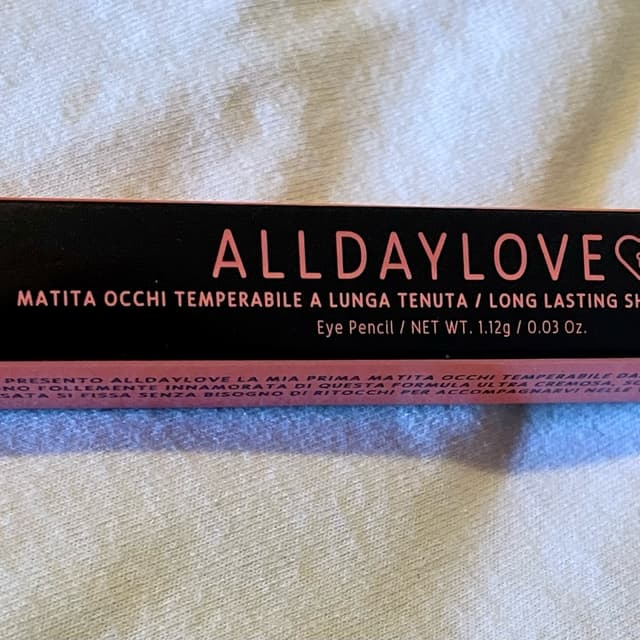 ALLDAYLOVE
MATITA OCCHI TEMPERABILE A LUNGA TENUTA / LONG LASTING SH
Eye Pencil / NET WT. 1.12g / 0.03 Oz.
PRESENTO ALLDAYLOVE LA MIA PRIMA MATITA OCCHI TEMPERABILE DA
NO FOLLEMENTE INNAMORATA DI QUESTA FORMULA ULTRA CREMOSA, S
SATA SI FISSA SENZA BISOGNO DI RITOCCHI PER ACCOMPAGNARVI NELLE